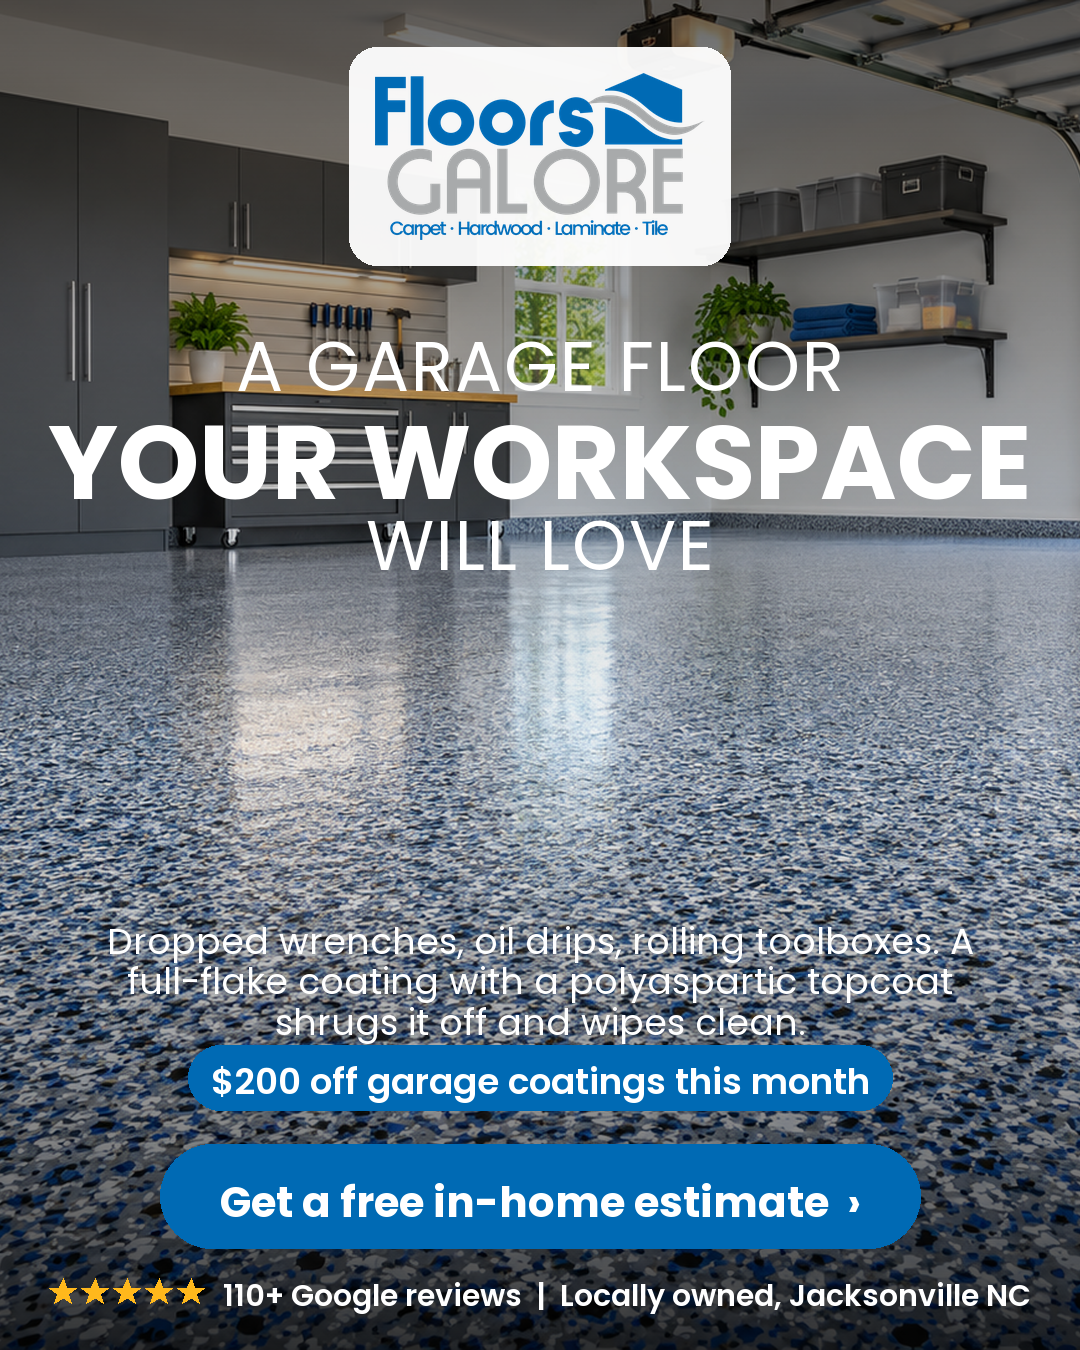 Floors
GALORE
Carpet · Hardwood · Laminate · Tile
A GARAGE FLOOR
YOUR WORKSPACE
WILL LOVE
Dropped wrenches, oil drips, rolling toolboxes. A
full-flake coating with a polyaspartic topcoat
shrugs it off and wipes clean.
$200 off garage coatings this month
Get a free in-home estimate ›
★★★★★ 110+ Google reviews | Locally owned, Jacksonville NC